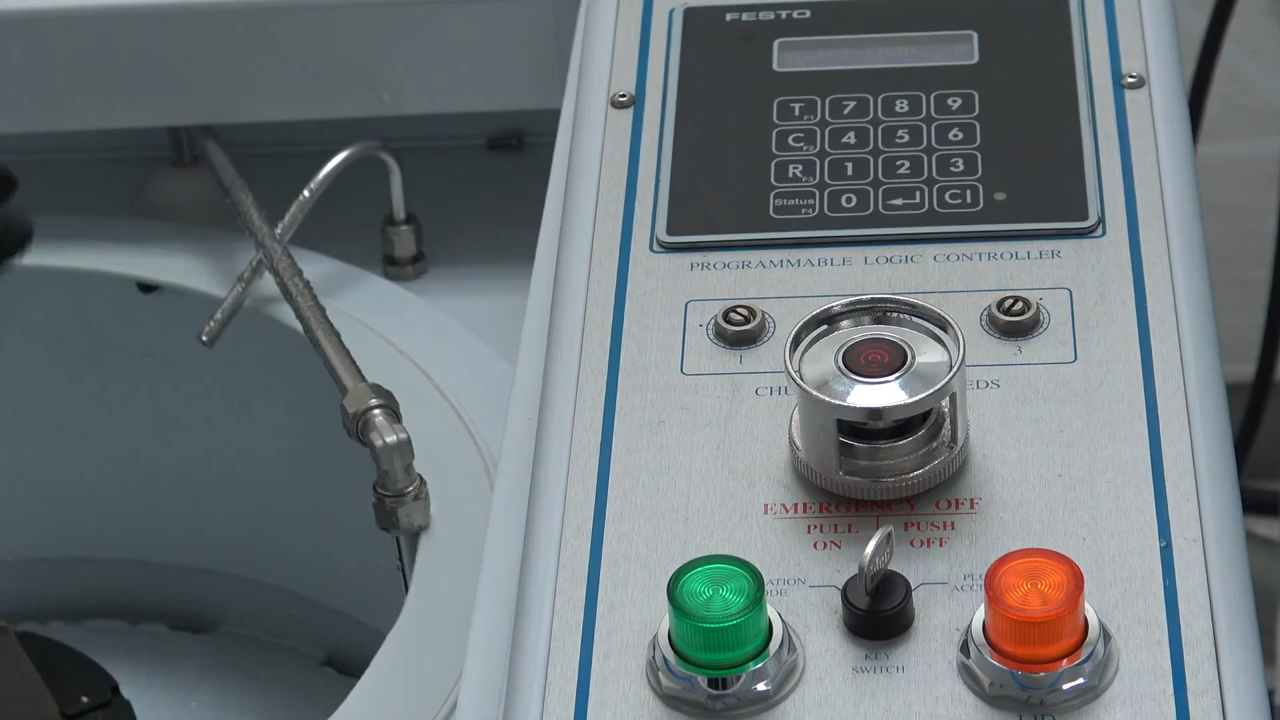 FESTO
T F1 7 8 9
C F2 4 5 6
R F3 1 2 3
Status F4 0 Cl
PROGRAMMABLE LOGIC CONTROLLER
1 3
EMERGENCY OFF
PULL PUSH
ON OFF
KEY
SWITCH